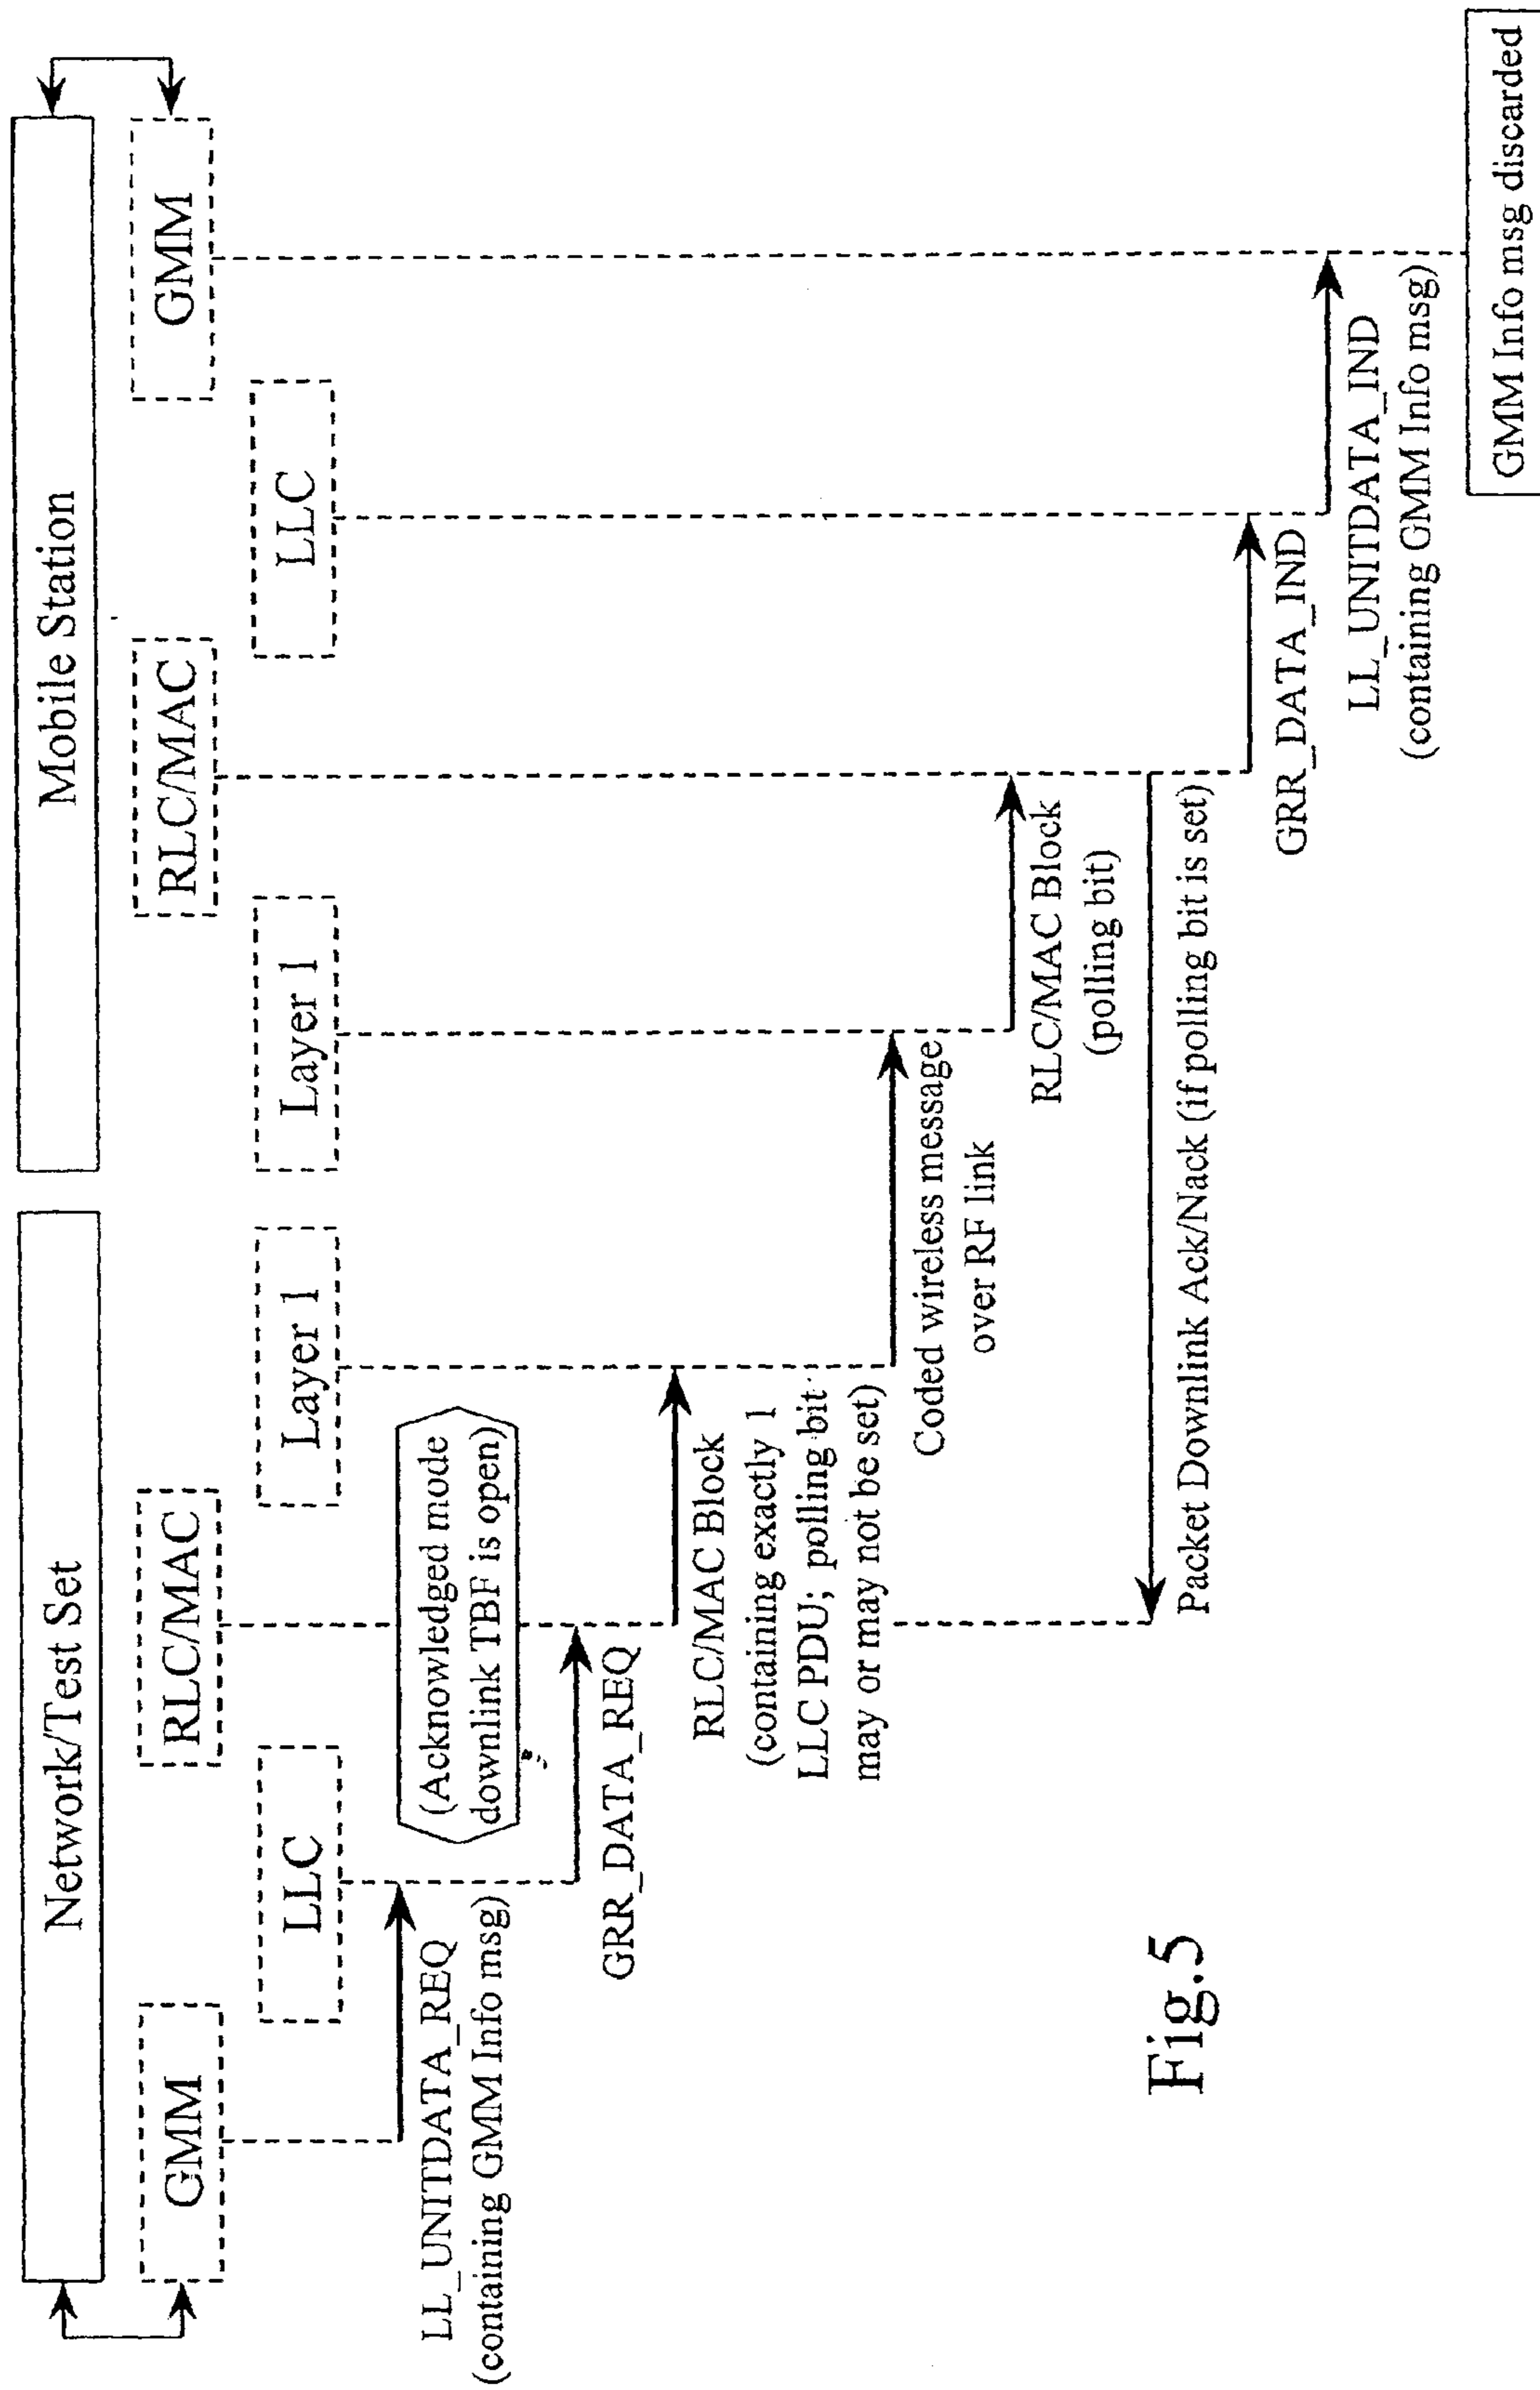 Network/Test Set
Mobile Station
GMM
LLC
RLC/MAC
Layer 1
Layer 1
RLC/MAC
LLC
GMM
LL_UNITDATA_REQ
(containing GMM Info msg)
(Acknowledged mode
downlink TBF is open)
GRR_DATA_REQ
RLC/MAC Block
(containing exactly 1
LLC PDU; polling bit
may or may not be set)
Coded wireless message
over RF link
RLC/MAC Block
(polling bit)
Packet Downlink Ack/Nack (if polling bit is set)
GRR_DATA_IND
LL_UNITDATA_IND
(containing GMM Info msg)
GMM Info msg discarded
Fig.5